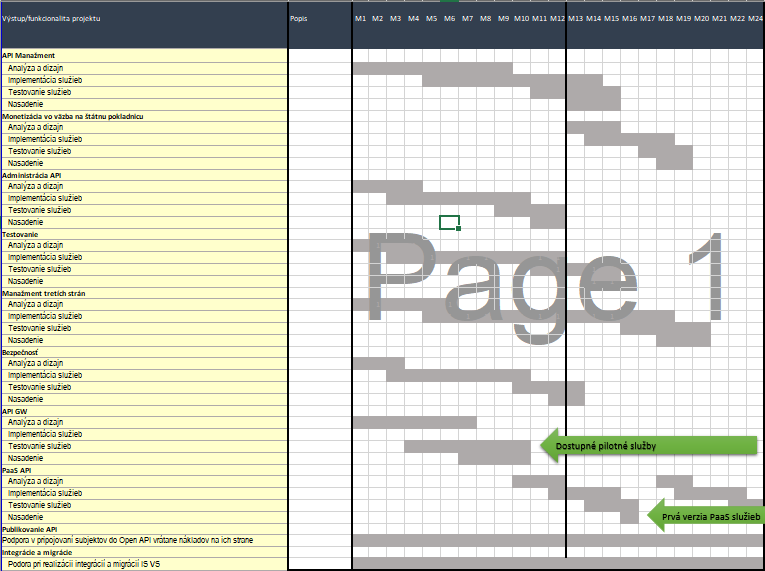 Výstup/funkcionalita projektu Popis M1 M2 M3 M4 M5 M6 M7 M8 M9 M10 M11 M12 M13 M14 M15 M16 M17 M18 M19 M20 M21 M22 M23 M24
API Manažment
Analýza a dizajn
Implementácia služieb
Testovanie služieb
Nasadenie
Monetizácia vo väzba na štátnu pokladnicu
Analýza a dizajn
Implementácia služieb
Testovanie služieb
Nasadenie
Administrácia API
Analýza a dizajn
Implementácia služieb
Testovanie služieb
Nasadenie
Testovanie
Analýza a dizajn
Implementácia služieb
Testovanie služieb
Nasadenie
Page 1
Manažment tretích strán
Analýza a dizajn
Implementácia služieb
Testovanie služieb
Nasadenie
Bezpečnosť
Analýza a dizajn
Implementácia služieb
Testovanie služieb
Nasadenie
API GW
Analýza a dizajn
Implementácia služieb
Testovanie služieb Dostupné pilotné služby
Nasadenie
PaaS API
Analýza a dizajn
Implementácia služieb
Testovanie služieb
Nasadenie Prvá verzia PaaS služieb
Publikovanie API
Podpora v pripojovaní subjektov do Open API vrátane nákladov na ich strane
Integrácie a migrácie
Podora pri realizácii integrácií a migrácií IS VS